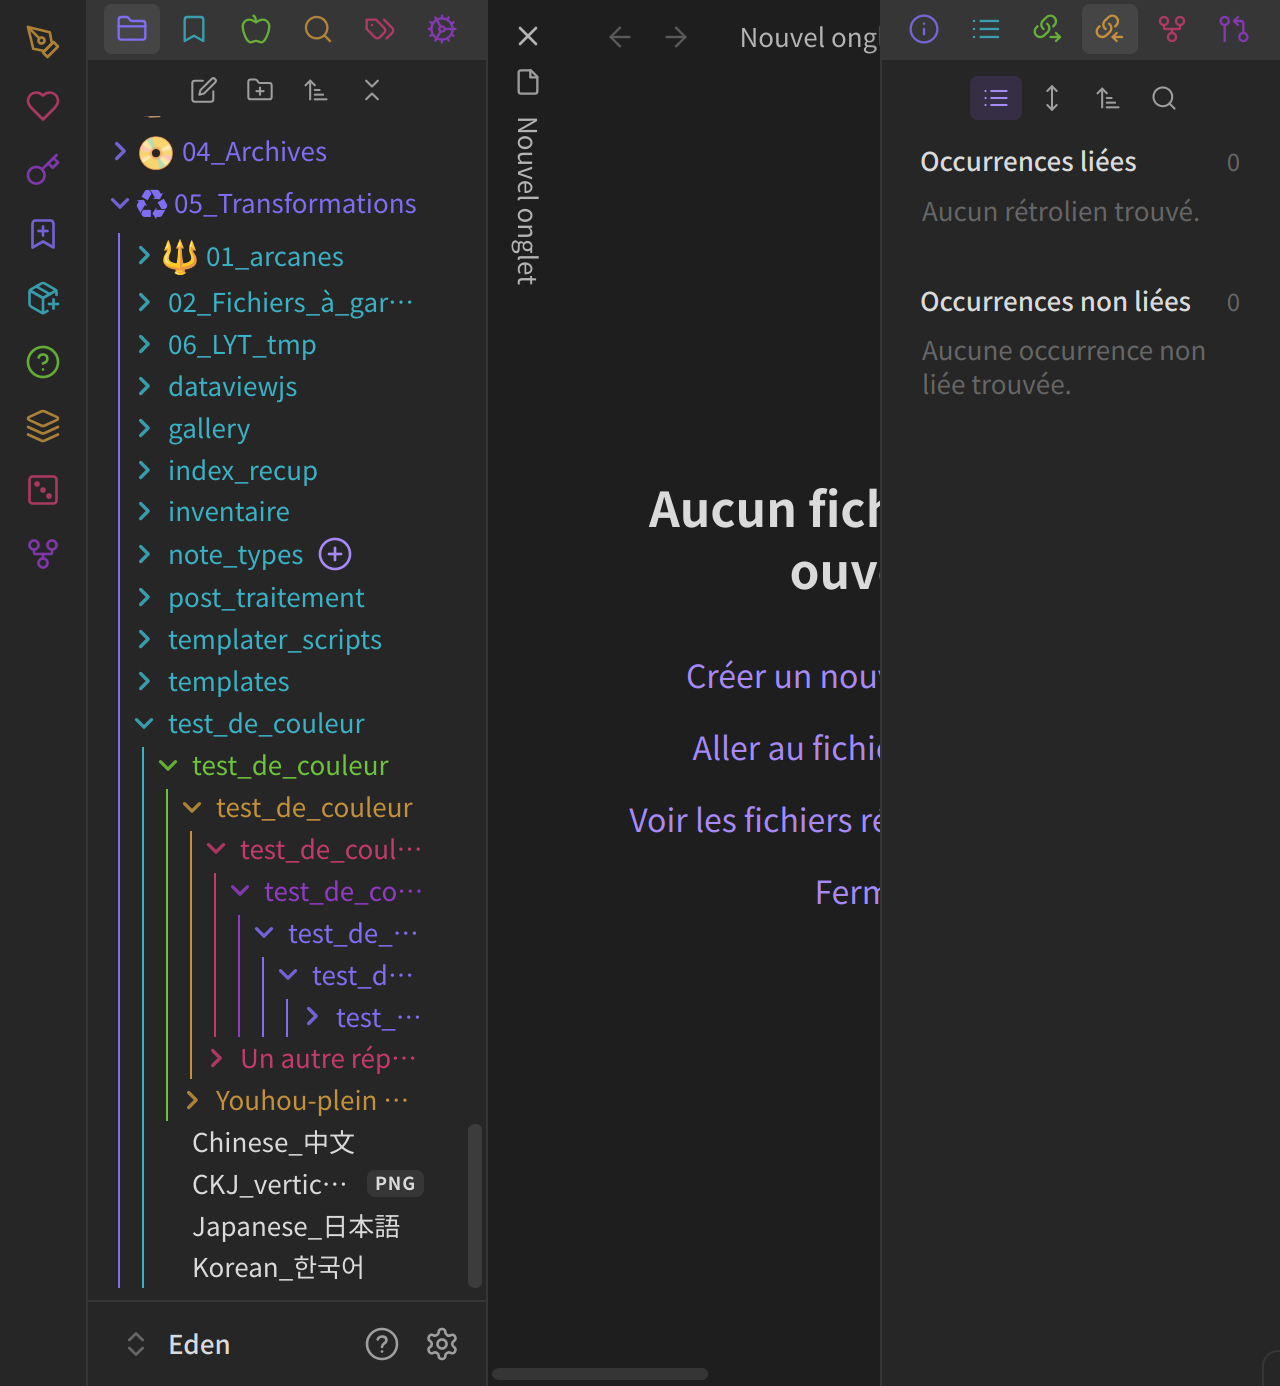 04_Archives
05_Transformations
01_arcanes
02_Fichiers_à_gar···
06_LYT_tmp
dataviewjs
gallery
index_recup
inventaire
note_types
post_traitement
templater_scripts
templates
test_de_couleur
test_de_couleur
test_de_couleur
test_de_coul···
test_de_co···
test_de_···
test_d···
test_···
Un autre rép···
Youhou-plein ···
Chinese_中文
CKJ_vertic··· PNG
Japanese_日本語
Korean_한국어
Eden
Nouvel onglet
Nouvel ong
Aucun fich
ouv
Créer un nouv
Aller au fichi
Voir les fichiers ré
Ferm
Occurrences liées 0
Aucun rétrolien trouvé.
Occurrences non liées 0
Aucune occurrence non
liée trouvée.